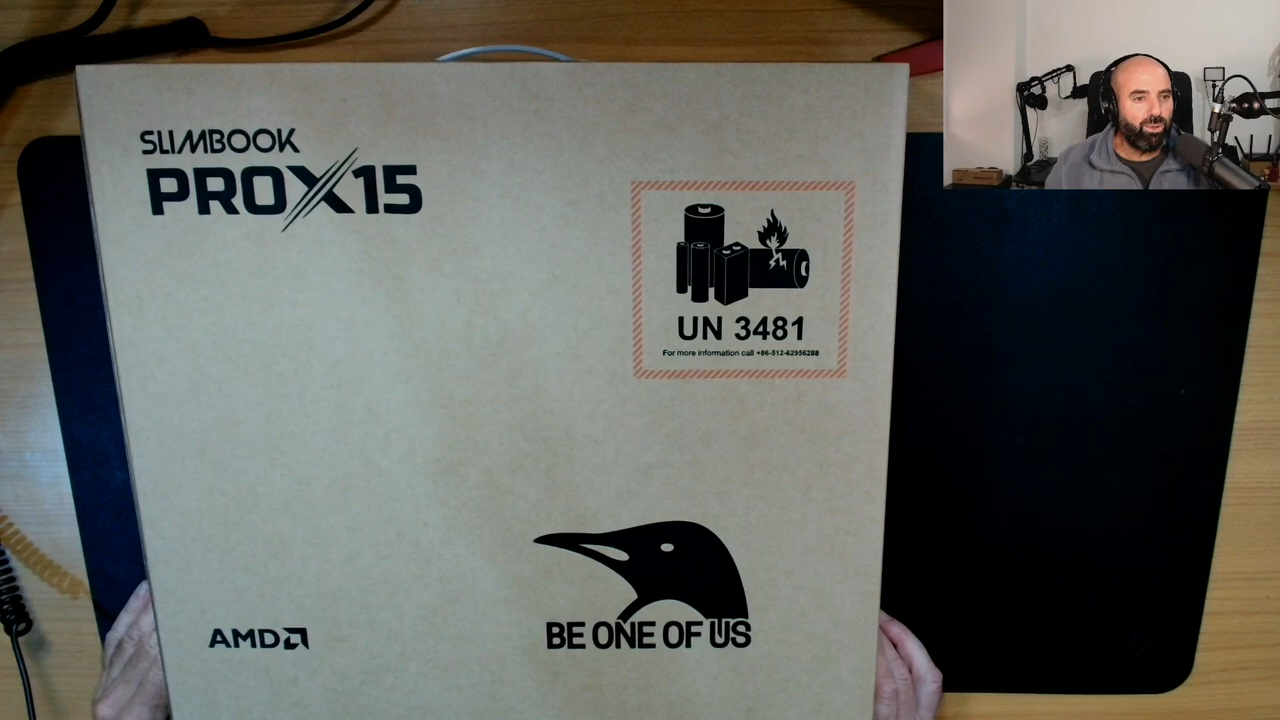 SLIMBOOK
PROX15
UN 3481
For more information call +86-512-62956288
AMD
BE ONE OF US